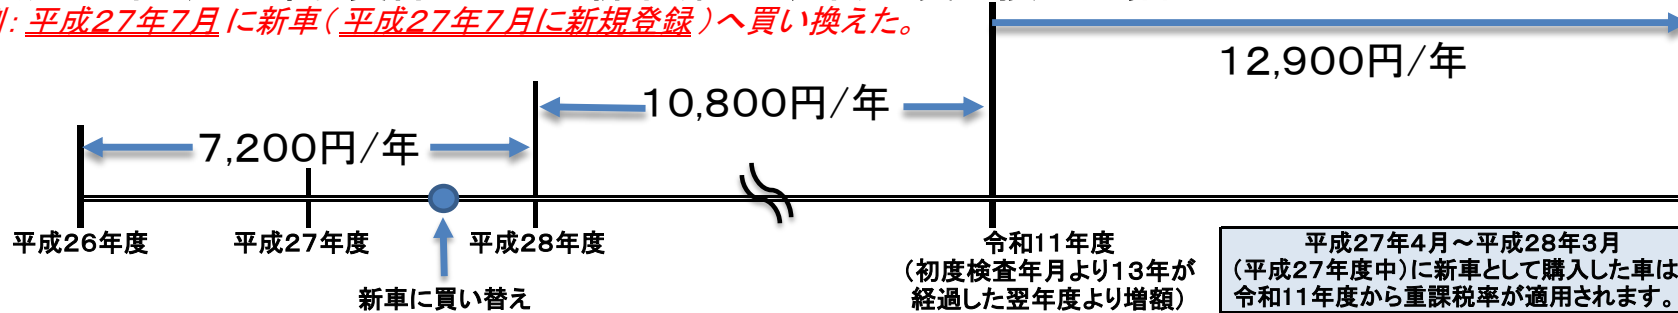 : 平成27年7月に新車(平成27年7月に新規登録)へ買い換えた。
12,900円/年
10,800円/年
7,200円/年
平成26年度
平成27年度
平成28年度
令和11年度
(初度検査年月より13年が
経過した翌年度より増額)
新車に買い替え
平成27年4月~平成28年3月
(平成27年度中)に新車として購入した車は
令和11年度から重課税率が適用されます。